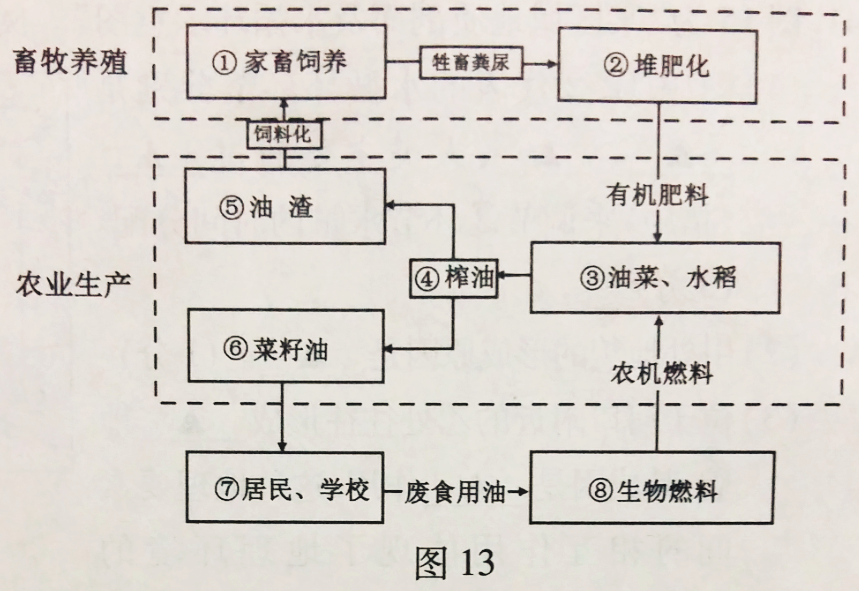 畜牧养殖
①家畜饲养
牲畜粪尿
②堆肥化
饲料化
⑤油 渣
有机肥料
农业生产
④榨油
③油菜、水稻
⑥菜籽油
农机燃料
⑦居民、学校
废食用油
⑧生物燃料
图13